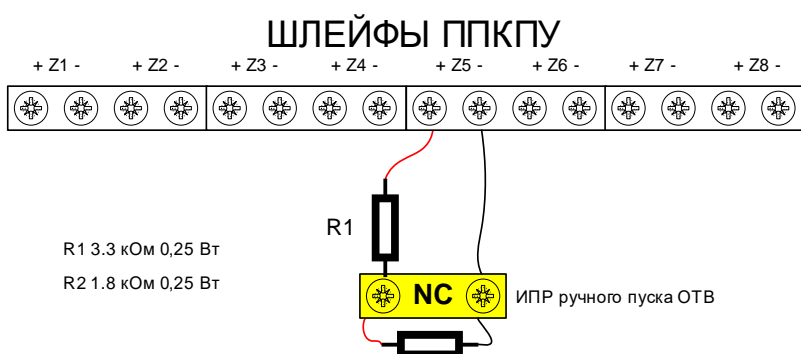 ШЛЕЙФЫ ППКПУ
+ Z1 - + Z2 - + Z3 - + Z4 - + Z5 - + Z6 - + Z7 - + Z8 -
R1
R1 3.3 кОм 0,25 Вт
R2 1.8 кОм 0,25 Вт
NC ИПР ручного пуска ОТВ